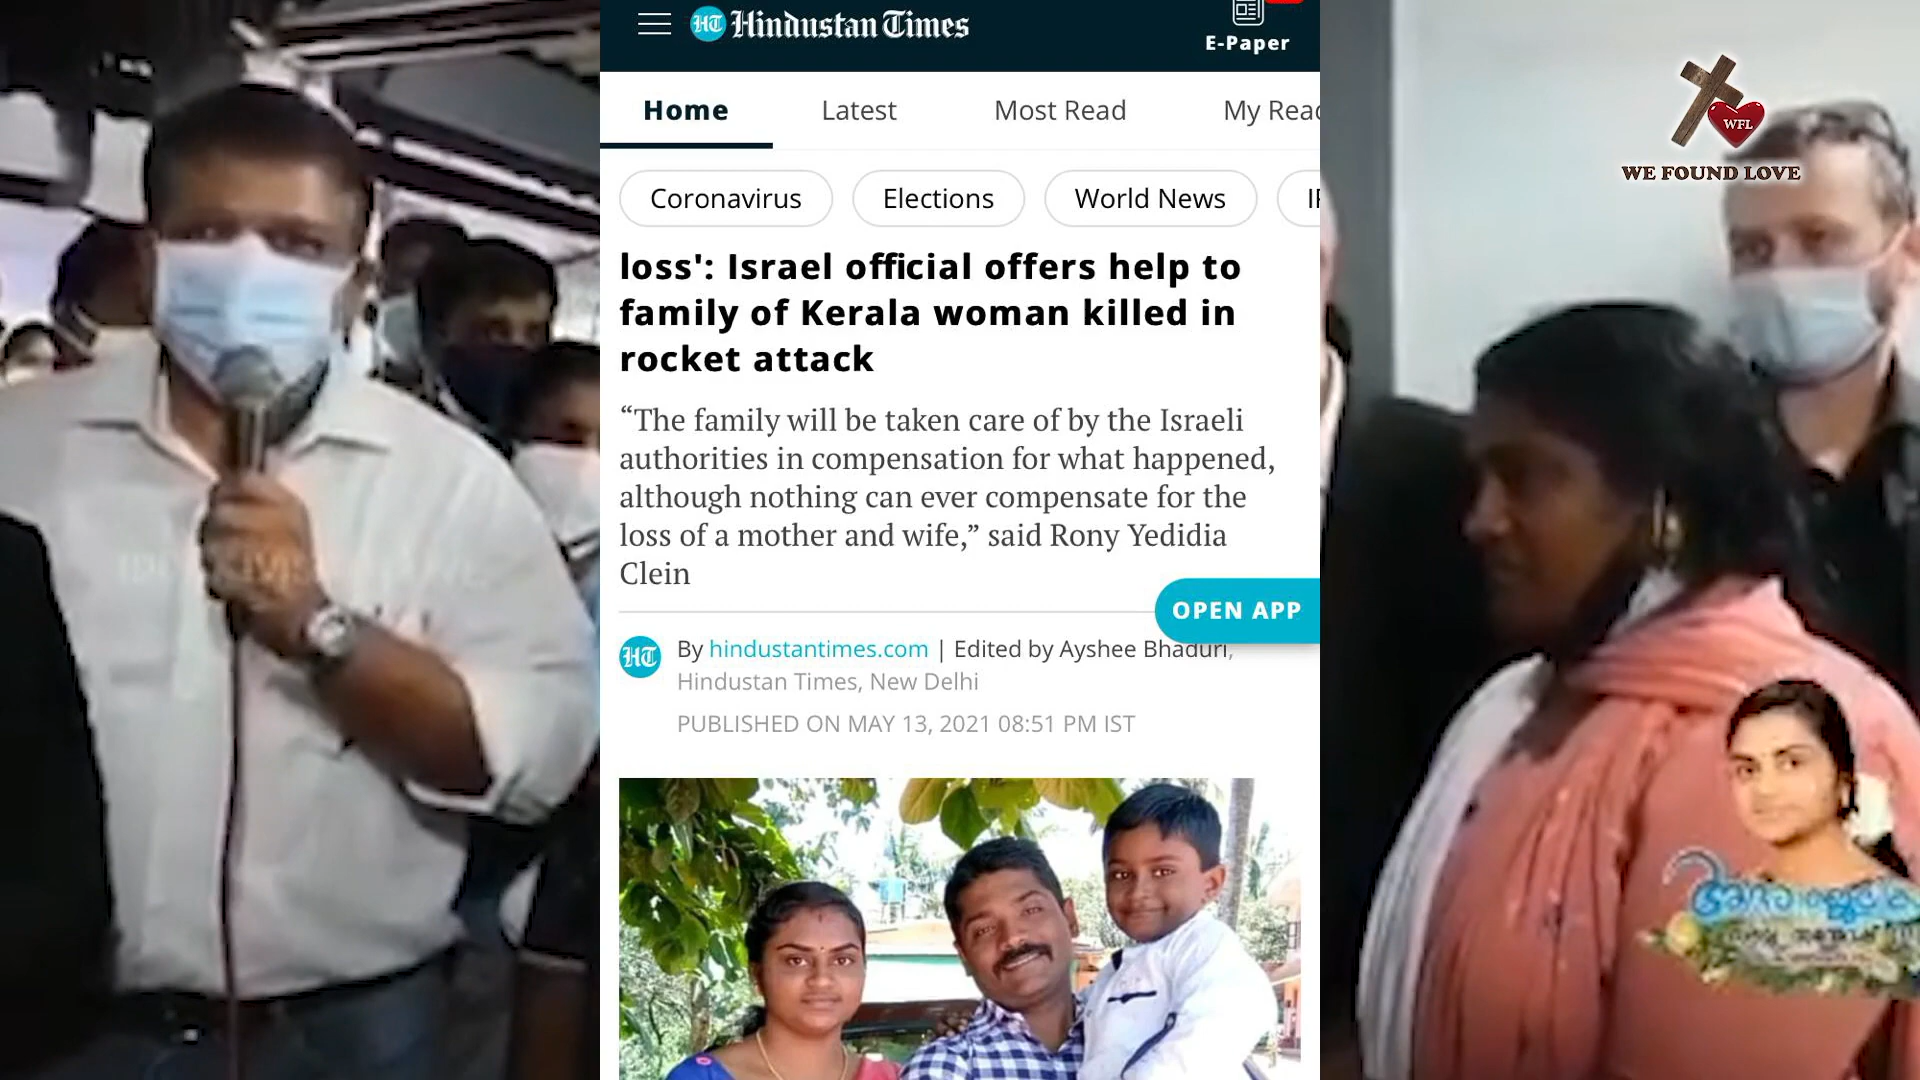 HT Hindustan Times
E-Paper
Home Latest Most Read My Read
Coronavirus Elections World News
loss': Israel official offers help to
family of Kerala woman killed in
rocket attack
“The family will be taken care of by the Israeli
authorities in compensation for what happened,
although nothing can ever compensate for the
loss of a mother and wife,” said Rony Yedidia
Clein
OPEN APP
HT
By hindustantimes.com | Edited by Ayshee Bhaduri,
Hindustan Times, New Delhi
PUBLISHED ON MAY 13, 2021 08:51 PM IST
WFL
WE FOUND LOVE